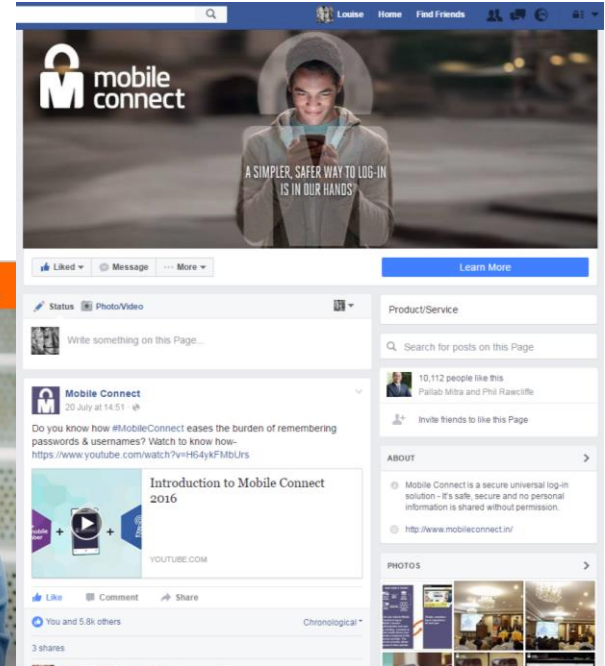 Louise Home Find Friends
mobile
connect
A SIMPLER, SAFER WAY TO LOG-IN
IS IN OUR HANDS
Liked Message More
Learn More
Status Photo/Video
Write something on this Page...
Mobile Connect
20 July at 14:51
Do you know how #MobileConnect eases the burden of remembering
passwords & usernames? Watch to know how-
https://www.youtube.com/watch?v=H64ykFMbUrs
Introduction to Mobile Connect
2016
YOUTUBE.COM
Like Comment Share
You and 5.8k others Chronological
3 shares
Product/Service
Search for posts on this Page
10,112 people like this
Pallab Mitra and Phil Rawcliffe
Invite friends to like this Page
ABOUT
Mobile Connect is a secure universal log-in
solution - It's safe, secure and no personal
information is shared without permission.
http://www.mobileconnect.in/
PHOTOS